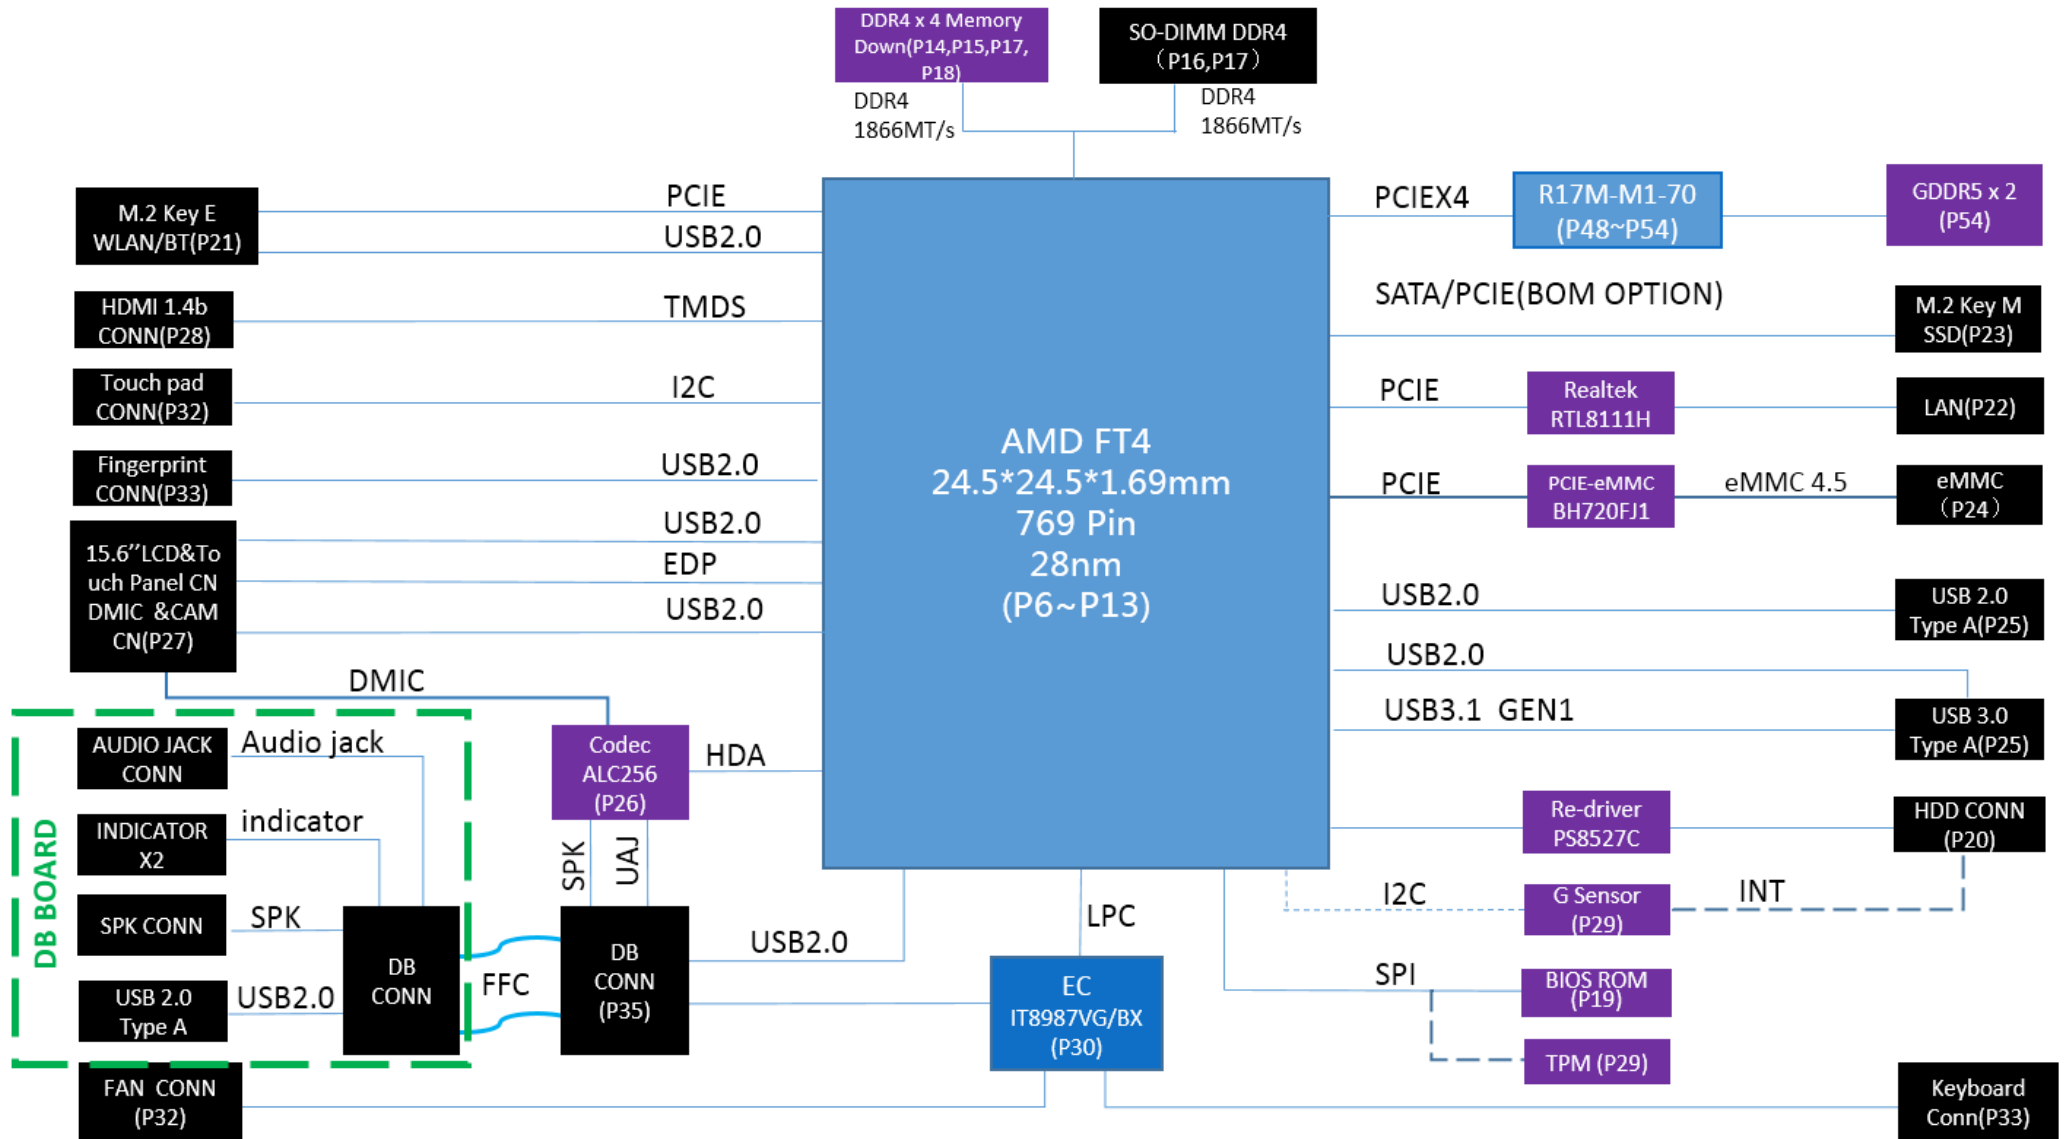 DDR4 x 4 Memory
Down(P14,P15,P17,
P18)
SO-DIMM DDR4
（P16,P17）
DDR4
1866MT/s
DDR4
1866MT/s
M.2 Key E
WLAN/BT(P21)
PCIE
USB2.0
HDMI 1.4b
CONN(P28)
TMDS
Touch pad
CONN(P32)
I2C
Fingerprint
CONN(P33)
USB2.0
15.6’’LCD&To
uch Panel CN
DMIC &CAM
CN(P27)
USB2.0
EDP
USB2.0
DMIC
AMD FT4
24.5*24.5*1.69mm
769 Pin
28nm
(P6~P13)
PCIEX4
R17M-M1-70
(P48~P54)
GDDR5 x 2
(P54)
SATA/PCIE(BOM OPTION)
M.2 Key M
SSD(P23)
PCIE
Realtek
RTL8111H
LAN(P22)
PCIE
PCIE-eMMC
BH720FJ1
eMMC 4.5
eMMC
（P24）
USB2.0
USB 2.0
Type A(P25)
USB2.0
USB3.1 GEN1
USB 3.0
Type A(P25)
Re-driver
PS8527C
HDD CONN
(P20)
I2C
G Sensor
(P29)
INT
SPI
BIOS ROM
(P19)
TPM (P29)
DB BOARD
AUDIO JACK
CONN
Audio jack
INDICATOR
X2
indicator
SPK CONN
SPK
USB 2.0
Type A
USB2.0
DB
CONN
FFC
Codec
ALC256
(P26)
HDA
SPK
UAJ
DB
CONN
(P35)
USB2.0
LPC
EC
IT8987VG/BX
(P30)
FAN CONN
(P32)
Keyboard
Conn(P33)